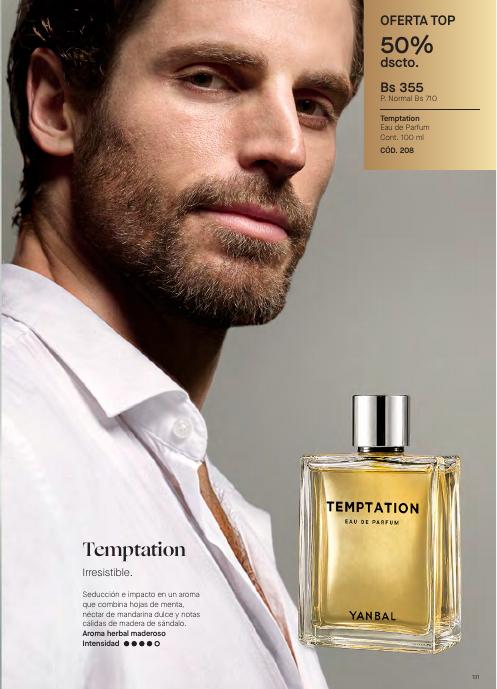 OFERTA TOP
50%
dscto.
Bs 355
P. Normal Bs 710
Temptation
Eau de Parfum
Cont. 100 ml
CÓD. 208
TEMPTATION
EAU DE PARFUM
YANBAL
Temptation
Irresistible.
Seducción e impacto en un aroma
que combina hojas de menta,
néctar de mandarina dulce y notas
cálidas de madera de sándalo.
Aroma herbal maderoso
Intensidad
131